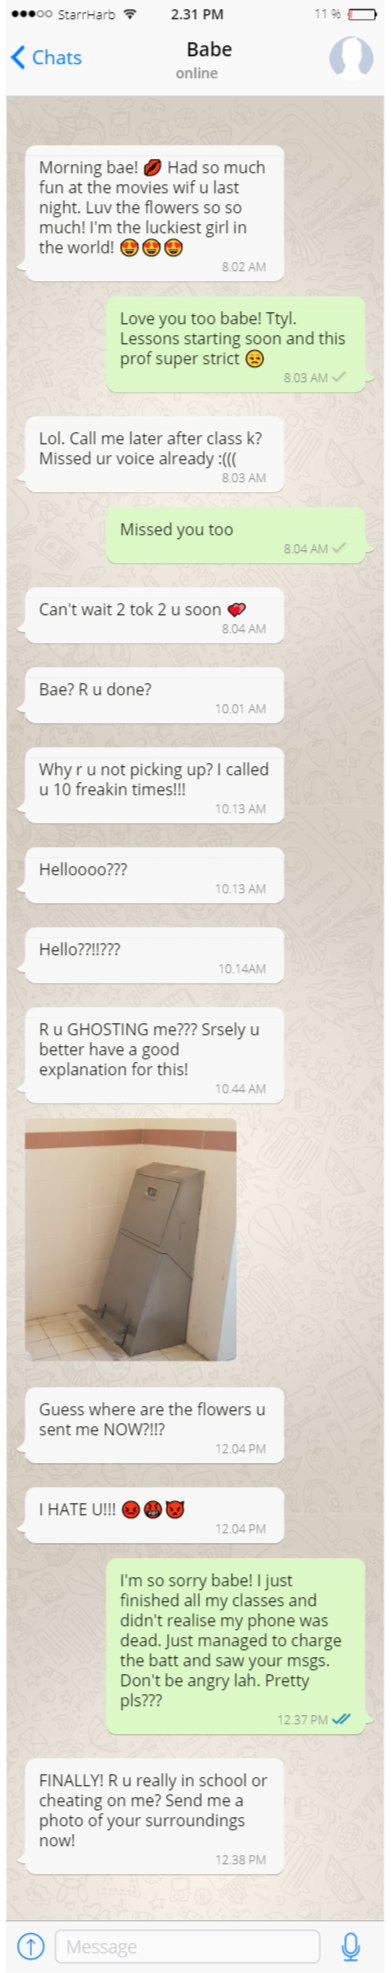 StarrHarb 2.31 PM 11 %
Chats Babe
online
Morning bae! 💋 Had so much
fun at the movies wif u last
night. Luv the flowers so so
much! I'm the luckiest girl in
the world! 😍😍😍
8.02 AM
Love you too babe! Ttyl.
Lessons starting soon and this
prof super strict 😞
8.03 AM
Lol. Call me later after class k?
Missed ur voice already :(((
8.03 AM
Missed you too
8.04 AM
Can't wait 2 tok 2 u soon 💕
8.04 AM
Bae? R u done?
10.01 AM
Why r u not picking up? I called
u 10 freakin times!!!
10.13 AM
Helloooo???
10.13 AM
Hello??!!???
10.14AM
R u GHOSTING me??? Srsely u
better have a good
explanation for this!
10.44 AM
Guess where are the flowers u
sent me NOW?!!?
12.04 PM
I HATE U!!! 😡🤬👿
12.04 PM
I'm so sorry babe! I just
finished all my classes and
didn't realise my phone was
dead. Just managed to charge
the batt and saw your msgs.
Don't be angry lah. Pretty
pls???
12.37 PM
FINALLY! R u really in school or
cheating on me? Send me a
photo of your surroundings
now!
12.38 PM
Message